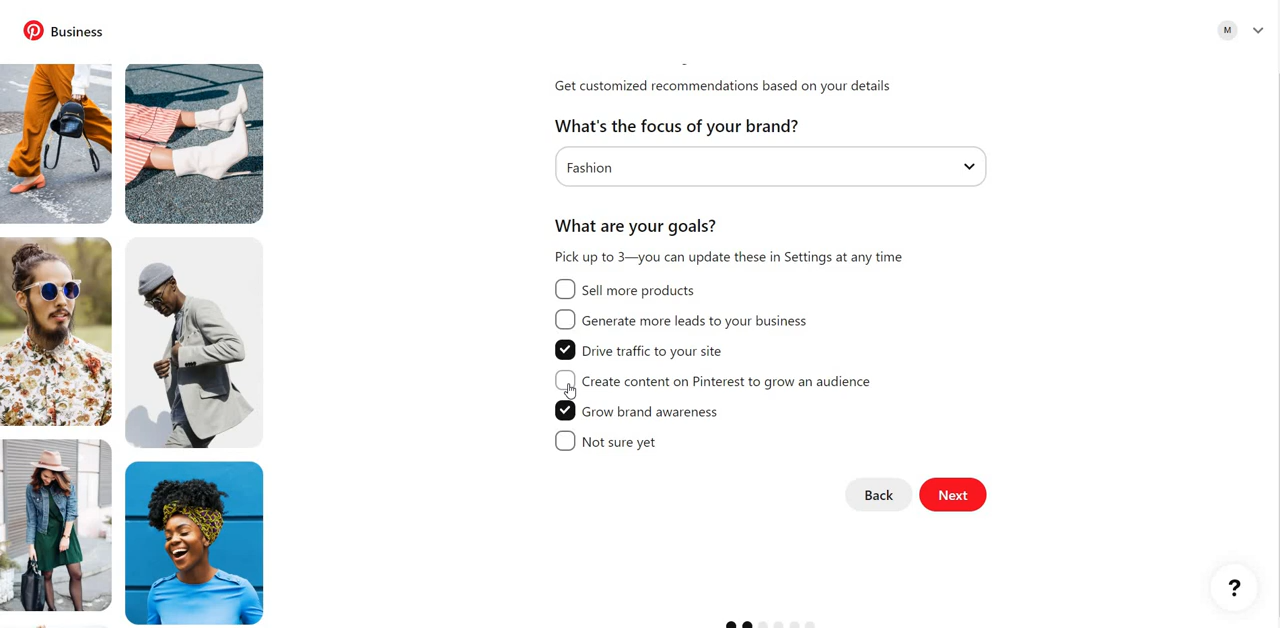 Business
M
Get customized recommendations based on your details
What's the focus of your brand?
Fashion
What are your goals?
Pick up to 3—you can update these in Settings at any time
Sell more products
Generate more leads to your business
Drive traffic to your site
Create content on Pinterest to grow an audience
Grow brand awareness
Not sure yet
Back
Next
?